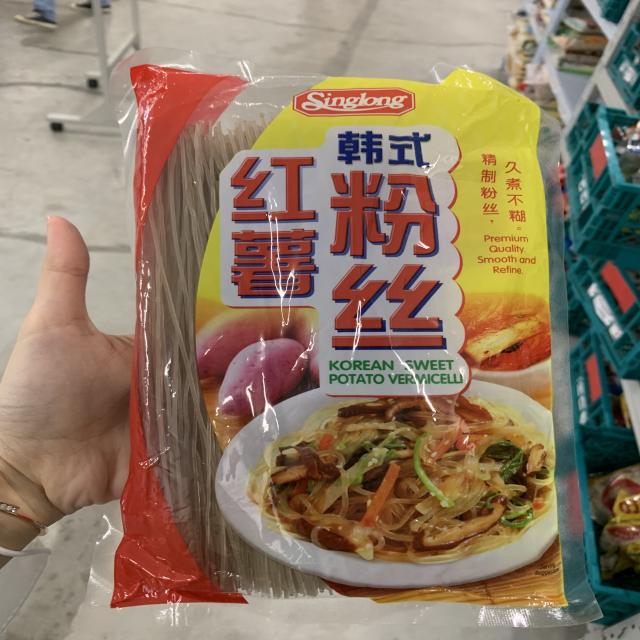 Singlong
韩式
红薯
粉丝
久煮不糊。
精制粉丝，
Premium
Quality.
Smooth and
Refine.
KOREAN SWEET
POTATO VERMICELLI